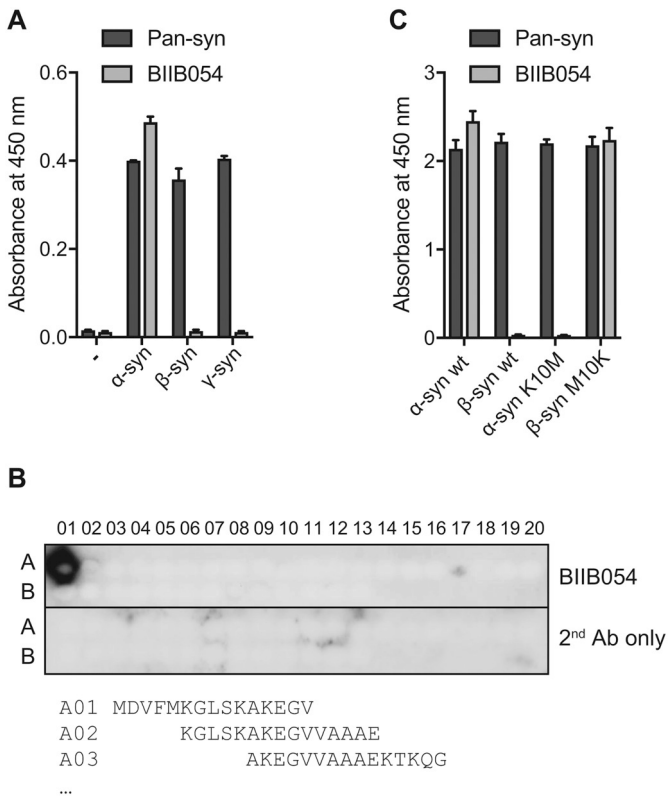 A
Pan-syn
BIIB054
Absorbance at 450 nm
0.6
0.4
0.2
0.0
-
α-syn
β-syn
γ-syn
C
Pan-syn
BIIB054
Absorbance at 450 nm
3
2
1
0
α-syn wt
β-syn wt
α-syn K10M
β-syn M10K
B
01 02 03 04 05 06 07 08 09 10 11 12 13 14 15 16 17 18 19 20
A
B
BIIB054
A
B
2nd Ab only
A01 MDVFMKGLSKAKEGV
A02 KGLSKAKEGVVAAAE
A03 AKEGVVAAAEKTKQG
...